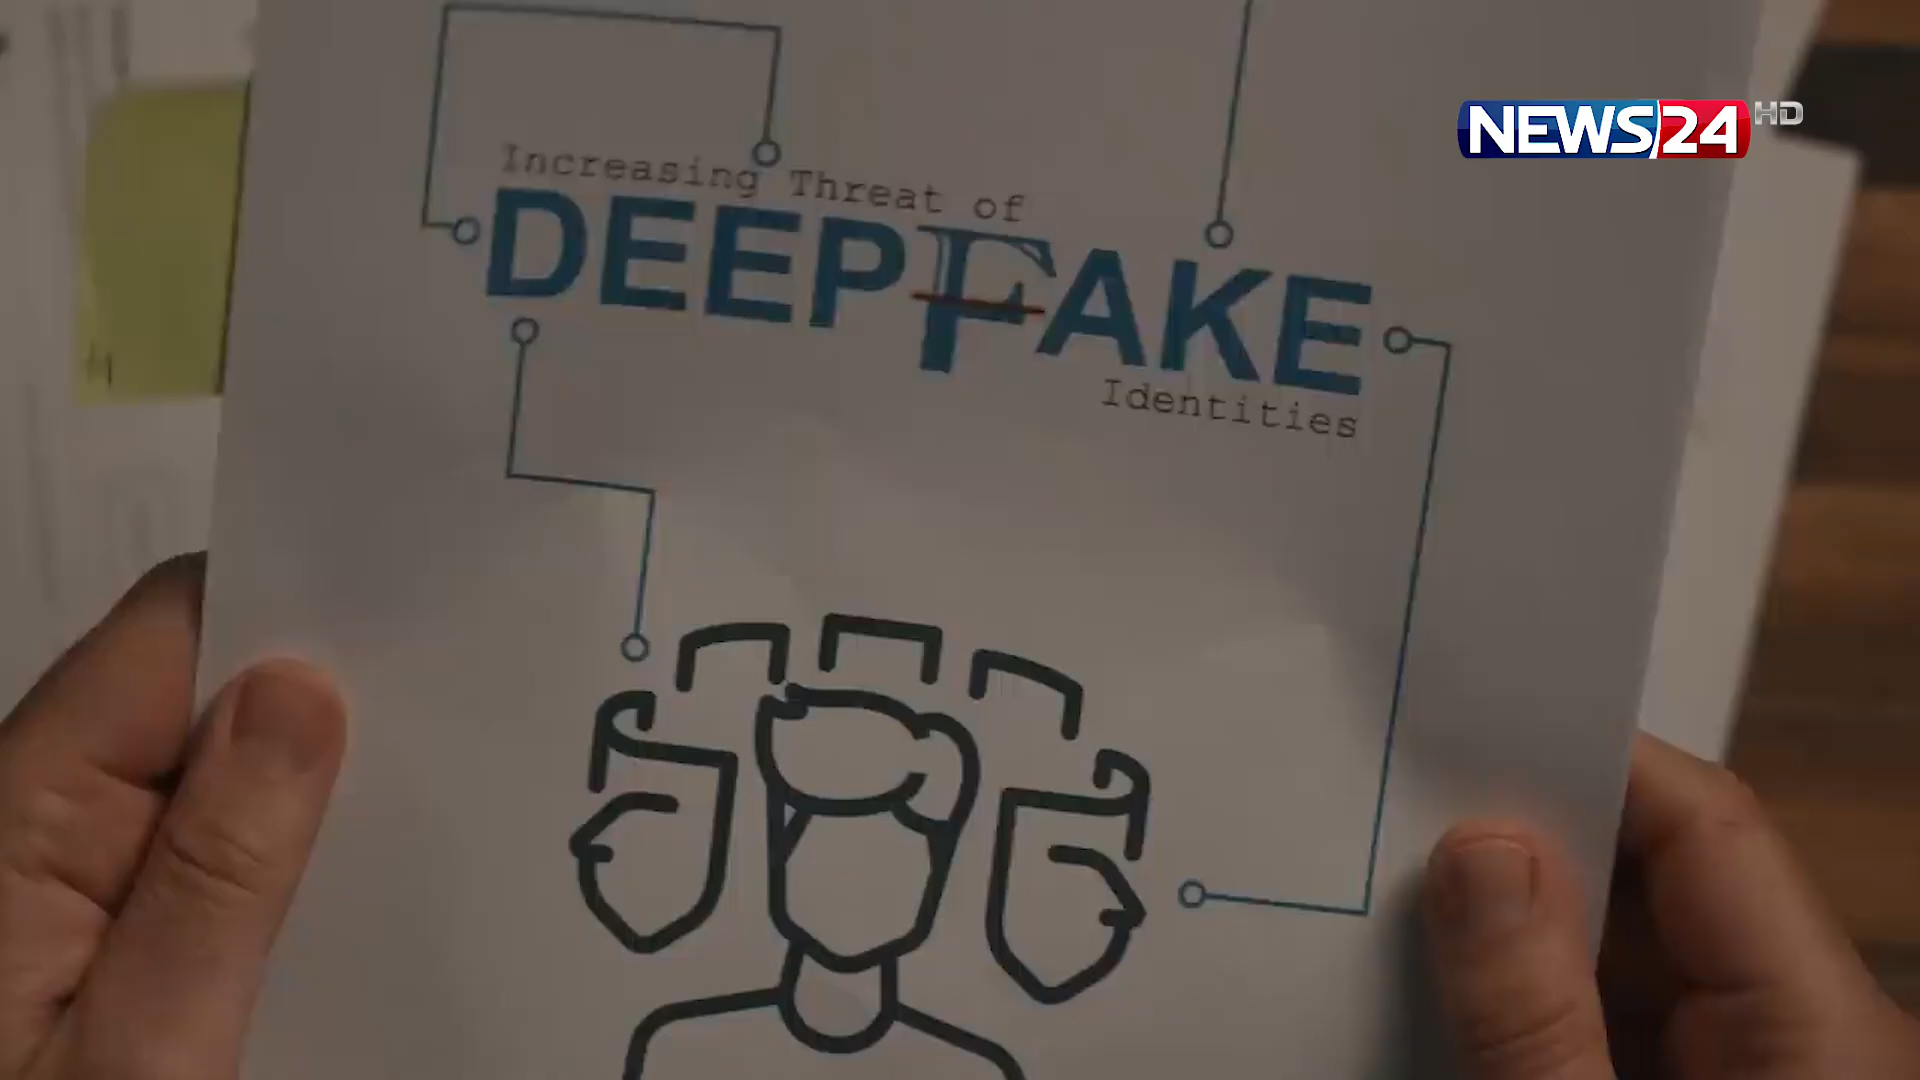 NEWS24 HD
Increasing Threat of
DEEPFAKE
Identities